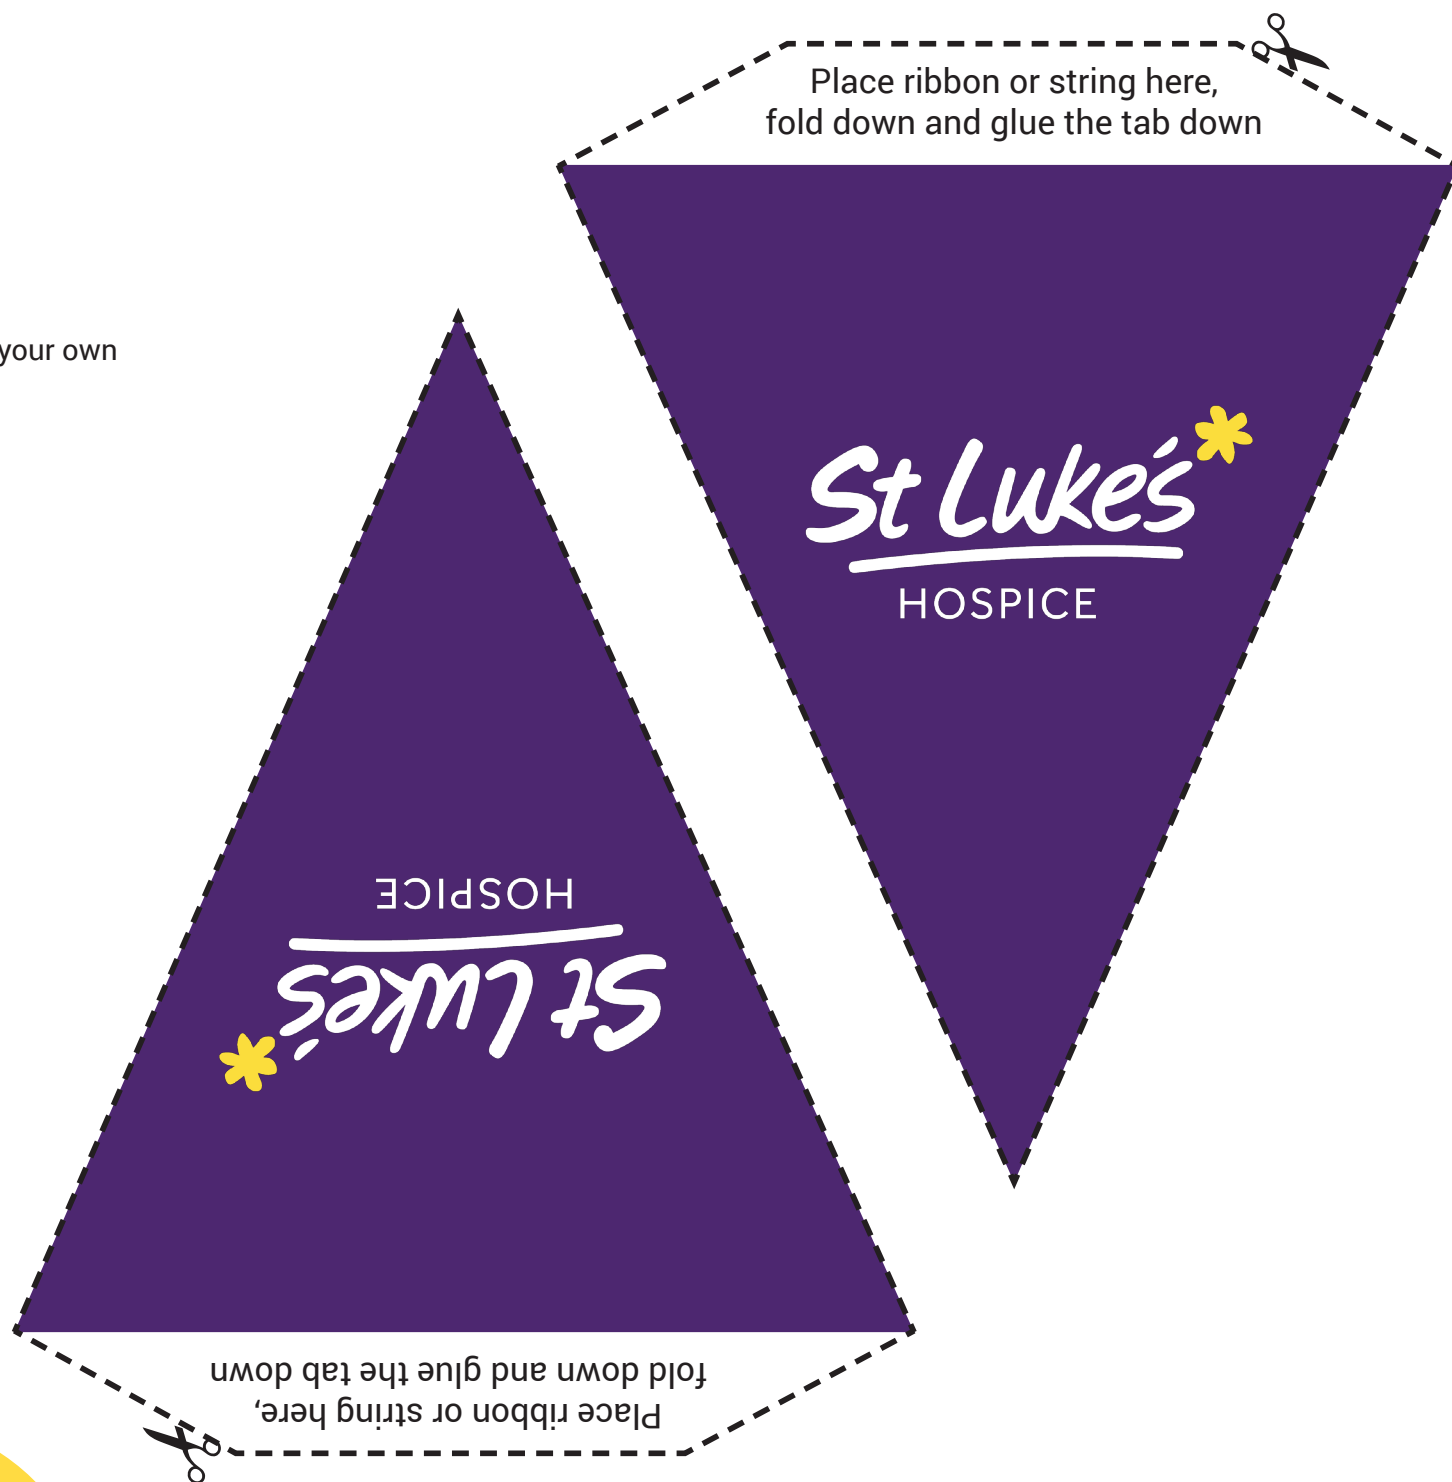 Place ribbon or string here,
fold down and glue the tab down
your own
St Luke's
HOSPICE
St Luke's
HOSPICE
Place ribbon or string here,
fold down and glue the tab down